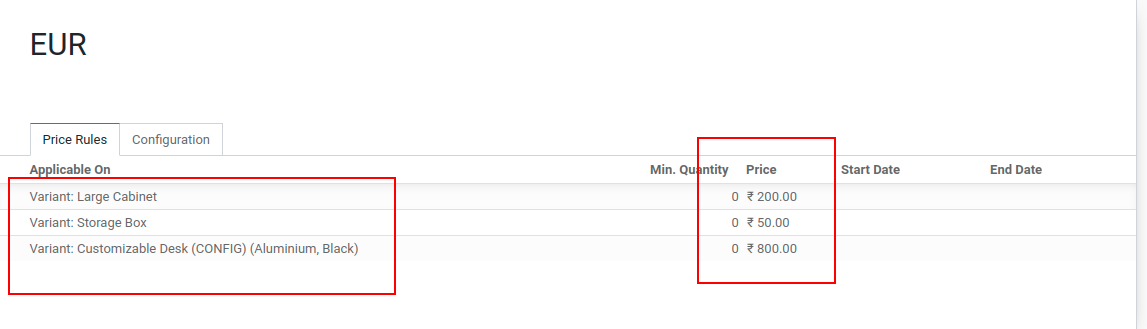 EUR
Price Rules Configuration
Applicable On Min. Quantity Price Start Date End Date
Variant: Large Cabinet 0 ₹ 200.00
Variant: Storage Box 0 ₹ 50.00
Variant: Customizable Desk (CONFIG) (Aluminium, Black) 0 ₹ 800.00